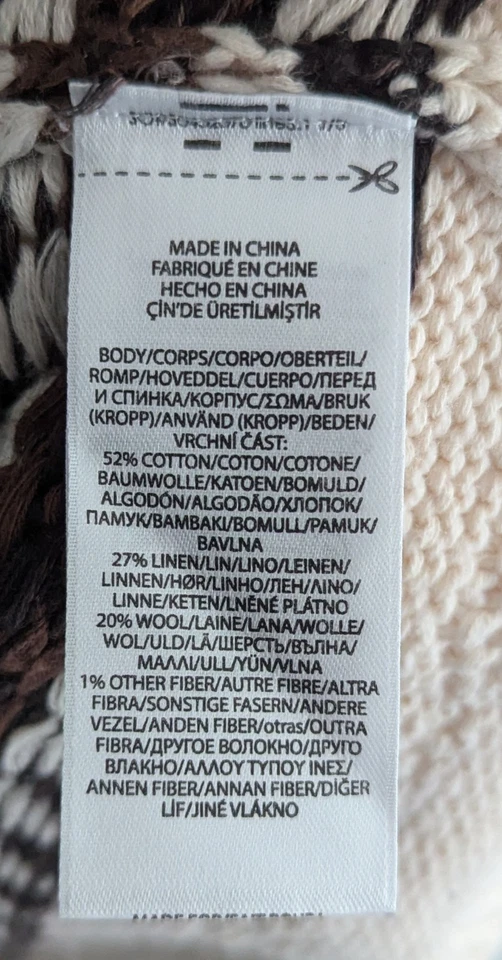 MADE IN CHINA
FABRIQUÉ EN CHINE
HECHO EN CHINA
ÇİN'DE ÜRETİLMİŞTİR
BODY/CORPS/CORPO/OBERTEIL/
ROMP/HOVEDDEL/CUERPO/ПЕРЕД
И СПИНКА/КОРПУС/ΣΩΜΑ/BRUK
(KROPP)/ANVÄND (KROPP)/BEDEN/
VRCHNÍ ČÁST:
52% COTTON/COTON/COTONE/
BAUMWOLLE/KATOEN/BOMULD/
ALGODÓN/ALGODÃO/ХЛОПОК/
ПАМУК/ΒΑΜΒΑΚΙ/BOMULL/PAMUK/
BAVLNA
27% LINEN/LIN/LINO/LEINEN/
LINNEN/HØR/LINHO/ЛЕН/ΛΙΝΟ/
LINNE/KETEN/LNĚNÉ PLÁTNO
20% WOOL/LAINE/LANA/WOLLE/
WOL/ULD/LÃ/ШЕРСТЬ/ВЪЛНА/
ΜΑΛΛΙ/ULL/YÜN/VLNA
1% OTHER FIBER/AUTRE FIBRE/ALTRA
FIBRA/SONSTIGE FASERN/ANDERE
VEZEL/ANDEN FIBER/otras/OUTRA
FIBRA/ДРУГОЕ ВОЛОКНО/ДРУГО
ВЛАКНО/ΑΛΛΟΥ ΤΥΠΟΥ ΙΝΕΣ/
ANNEN FIBER/ANNAN FIBER/DİĞER
LİF/JINÉ VLÁKNO